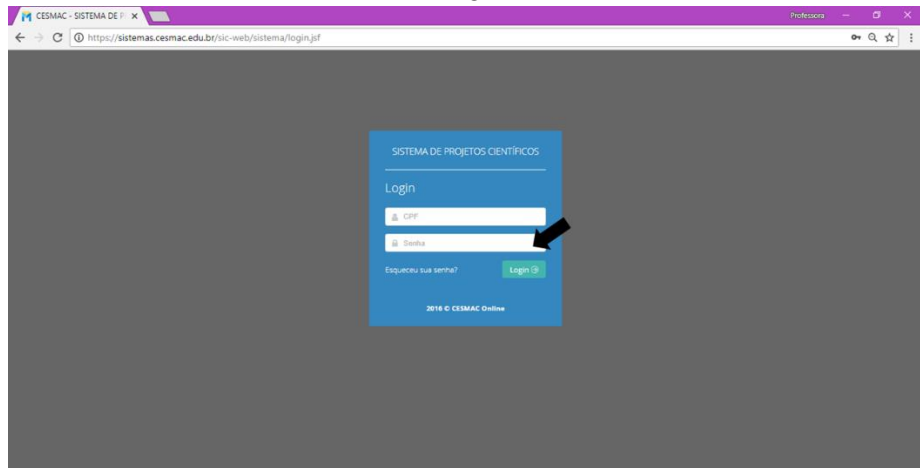 CESMAC - SISTEMA DE P
Professora
https://sistemas.cesmac.edu.br/sic-web/sistema/login.jsf
SISTEMA DE PROJETOS CIENTÍFICOS
Login
CPF
Senha
Esqueceu sua senha?
Login
2016 © CESMAC Online